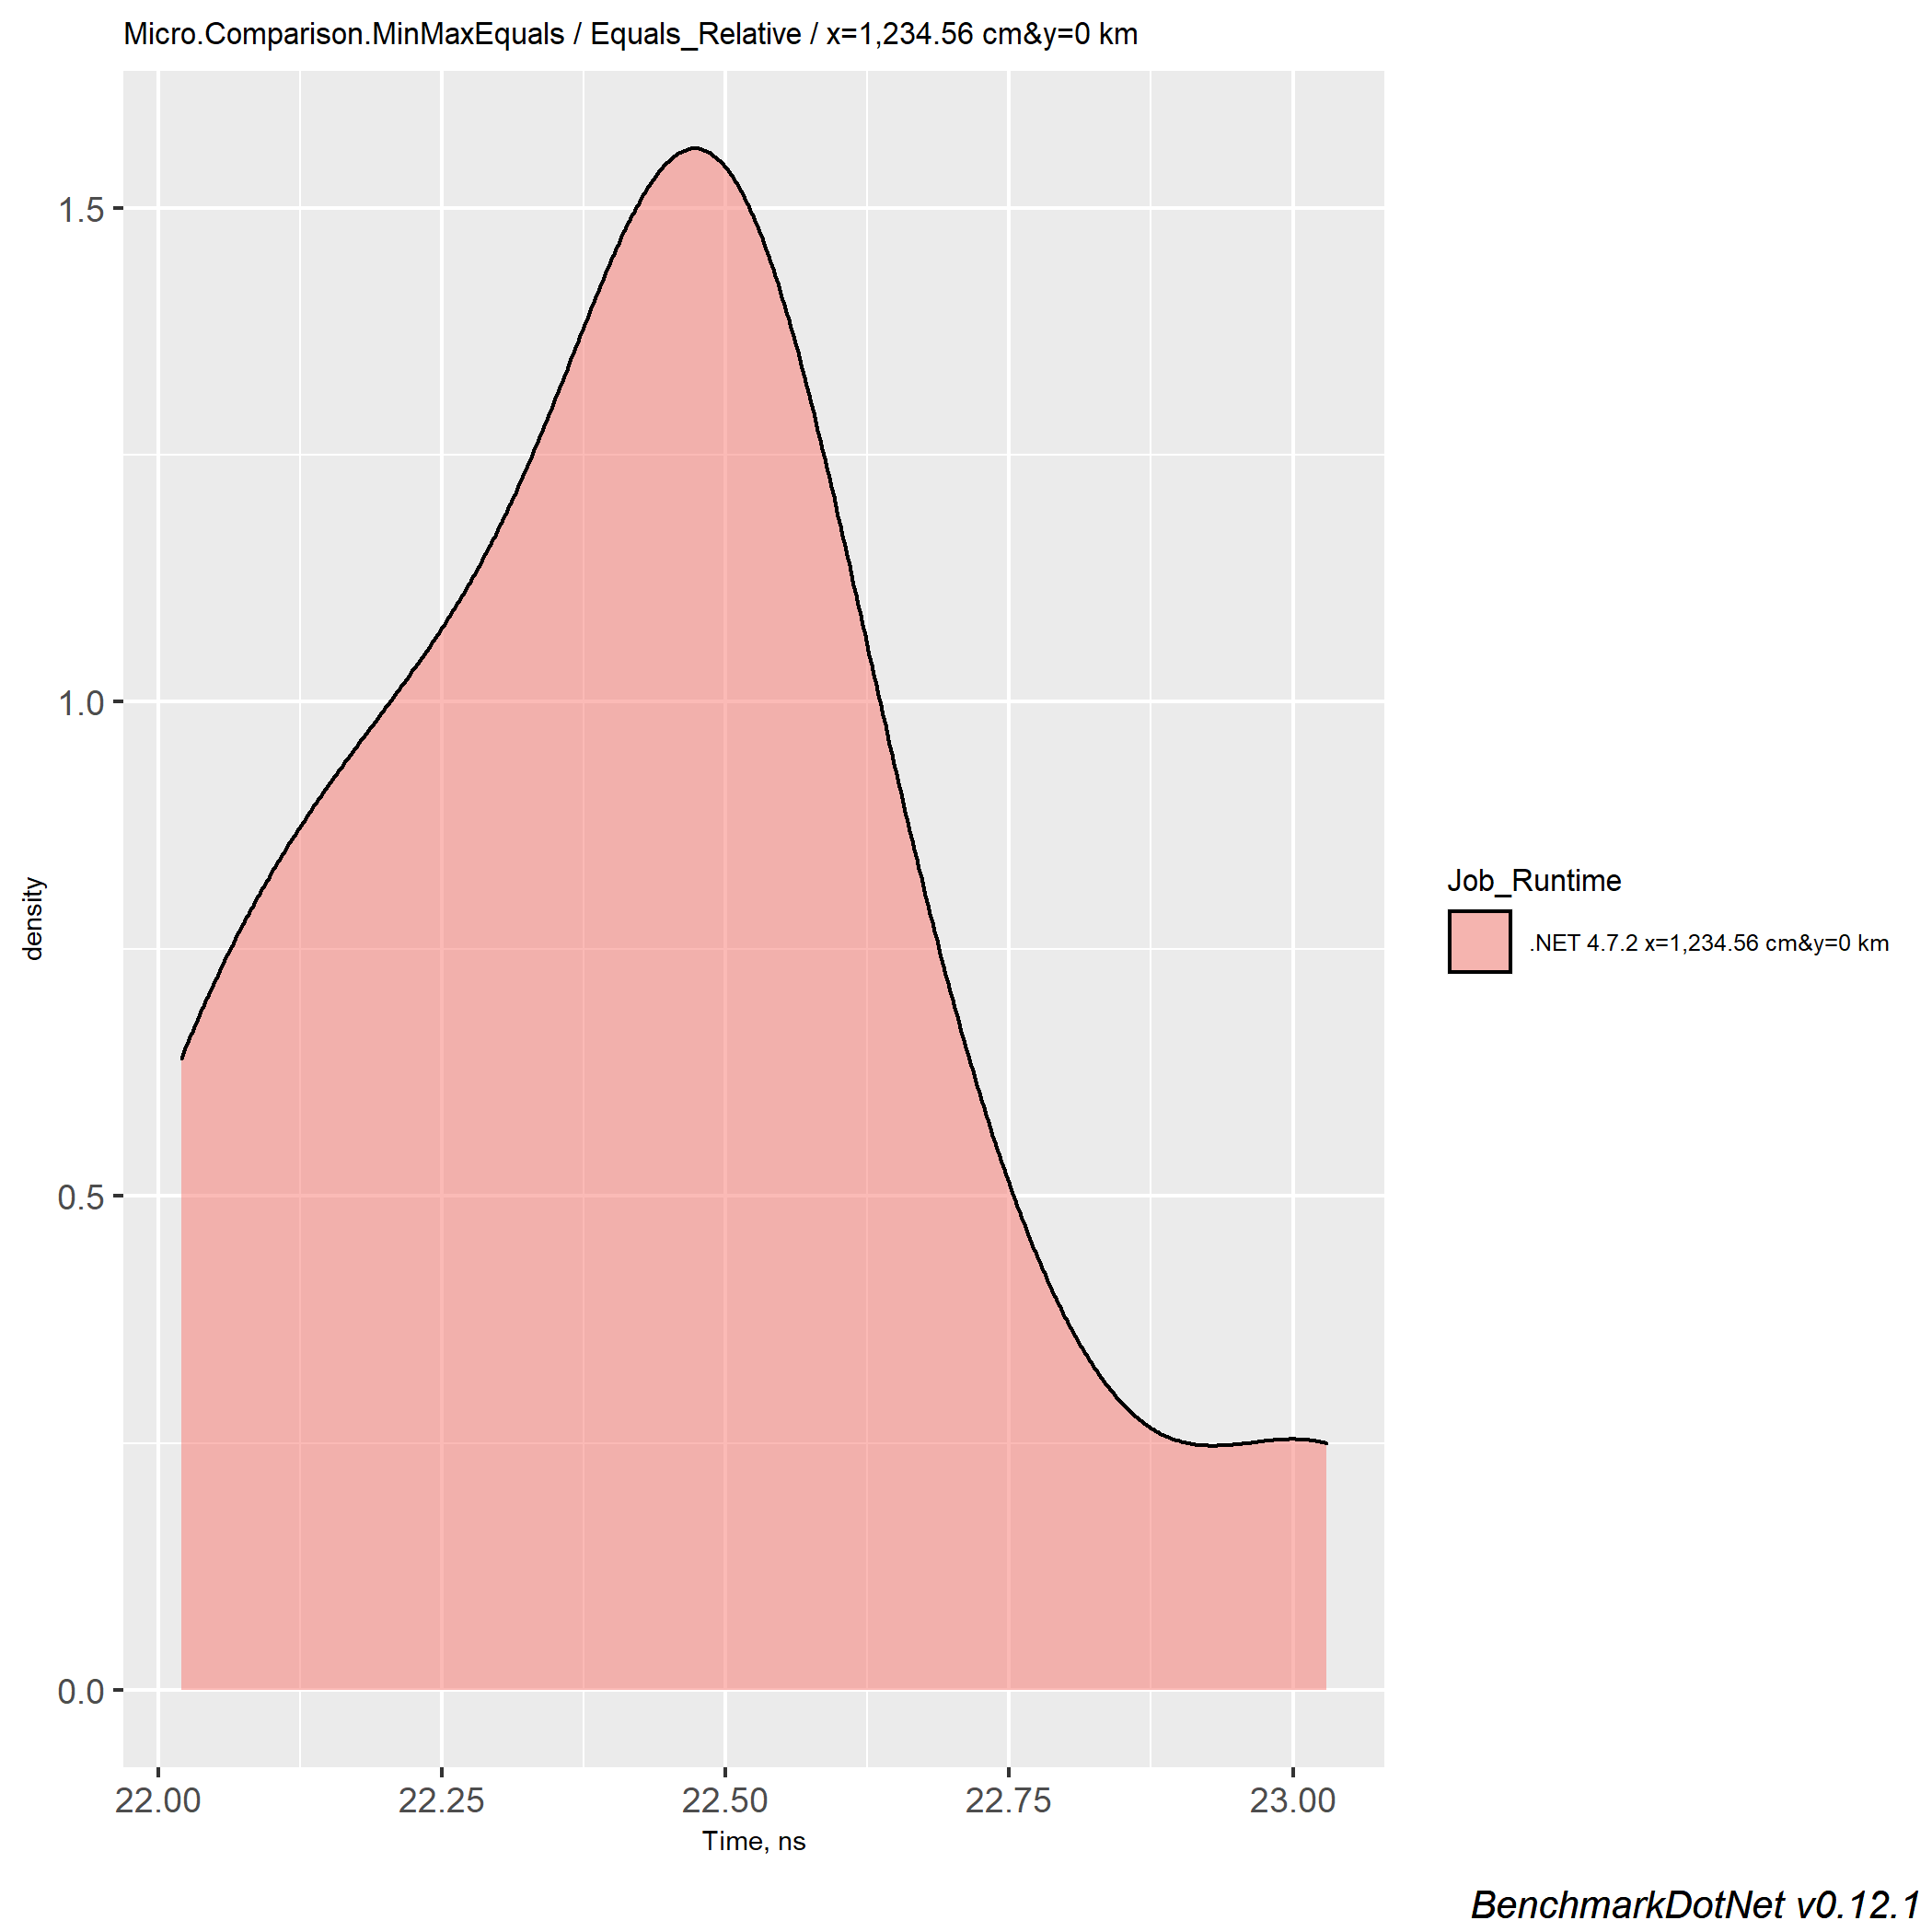 Micro.Comparison.MinMaxEquals / Equals_Relative / x=1,234.56 cm&y=0 km
1.5
1.0
0.5
0.0
density
22.00 22.25 22.50 22.75 23.00
Time, ns
Job_Runtime
.NET 4.7.2 x=1,234.56 cm&y=0 km
BenchmarkDotNet v0.12.1